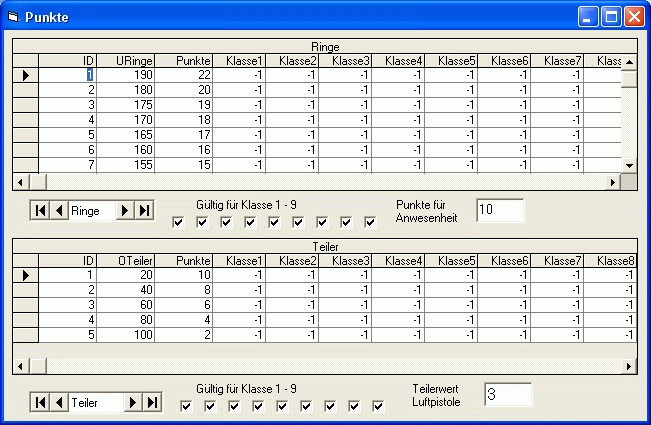 Punkte
Ringe
ID URinge Punkte Klasse1 Klasse2 Klasse3 Klasse4 Klasse5 Klasse6 Klasse7 Klass
1 190 22 -1 -1 -1 -1 -1 -1 -1
2 180 20 -1 -1 -1 -1 -1 -1 -1
3 175 19 -1 -1 -1 -1 -1 -1 -1
4 170 18 -1 -1 -1 -1 -1 -1 -1
5 165 17 -1 -1 -1 -1 -1 -1 -1
6 160 16 -1 -1 -1 -1 -1 -1 -1
7 155 15 -1 -1 -1 -1 -1 -1 -1
Ringe
Gültig für Klasse 1 - 9
Punkte für
Anwesenheit
10
Teiler
ID OTeiler Punkte Klasse1 Klasse2 Klasse3 Klasse4 Klasse5 Klasse6 Klasse7 Klasse8
1 20 10 -1 -1 -1 -1 -1 -1 -1 -1
2 40 8 -1 -1 -1 -1 -1 -1 -1 -1
3 60 6 -1 -1 -1 -1 -1 -1 -1 -1
4 80 4 -1 -1 -1 -1 -1 -1 -1 -1
5 100 2 -1 -1 -1 -1 -1 -1 -1 -1
Teiler
Gültig für Klasse 1 - 9
Teilerwert
Luftpistole
3